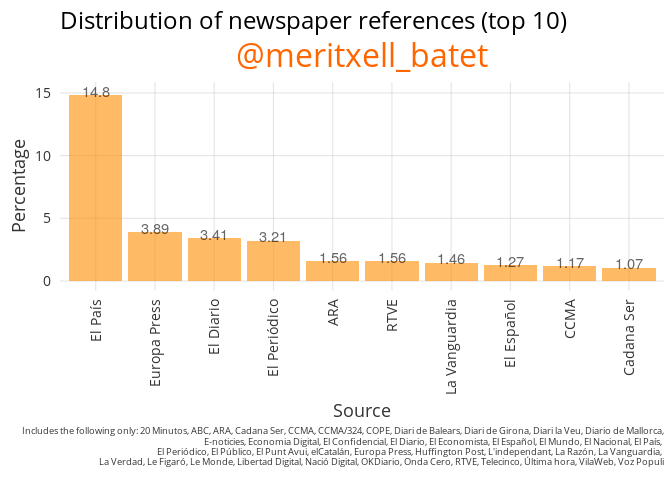 Distribution of newspaper references (top 10)
@meritxell_batet
Percentage
15
10
5
0
14.8
3.89
3.41
3.21
1.56
1.56
1.46
1.27
1.17
1.07
El País
Europa Press
El Diario
El Periódico
ARA
RTVE
La Vanguardia
El Español
CCMA
Cadana Ser
Source
Includes the following only: 20 Minutos, ABC, ARA, Cadana Ser, CCMA, CCMA/324, COPE, Diari de Balears, Diari de Girona, Diari la Veu, Diario de Mallorca,
E-noticies, Economia Digital, El Confidencial, El Diario, El Economista, El Español, El Mundo, El Nacional, El País,
El Periódico, El Público, El Punt Avui, elCatalán, Europa Press, Huffington Post, L'independant, La Razón, La Vanguardia,
La Verdad, Le Figaró, Le Monde, Libertad Digital, Nació Digital, OKDiario, Onda Cero, RTVE, Telecinco, Última hora, VilaWeb, Voz Populi